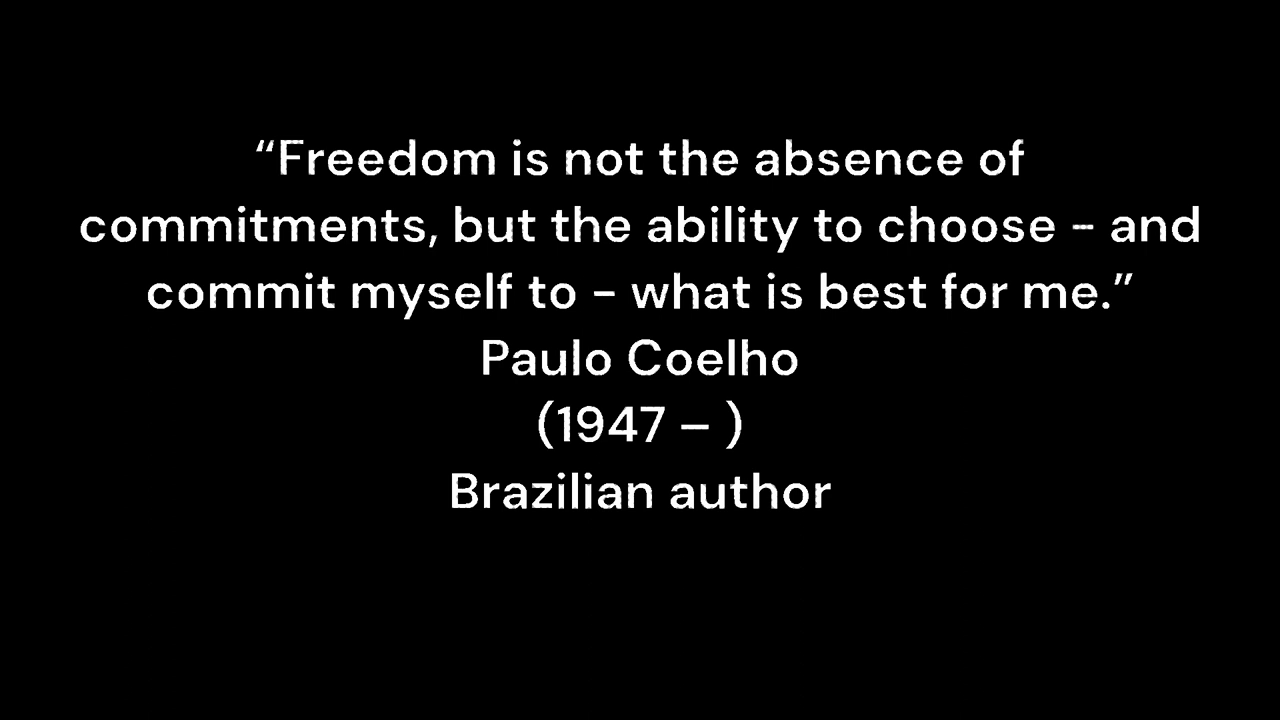 “Freedom is not the absence of
commitments, but the ability to choose – and
commit myself to - what is best for me.”
Paulo Coelho
(1947 – )
Brazilian author